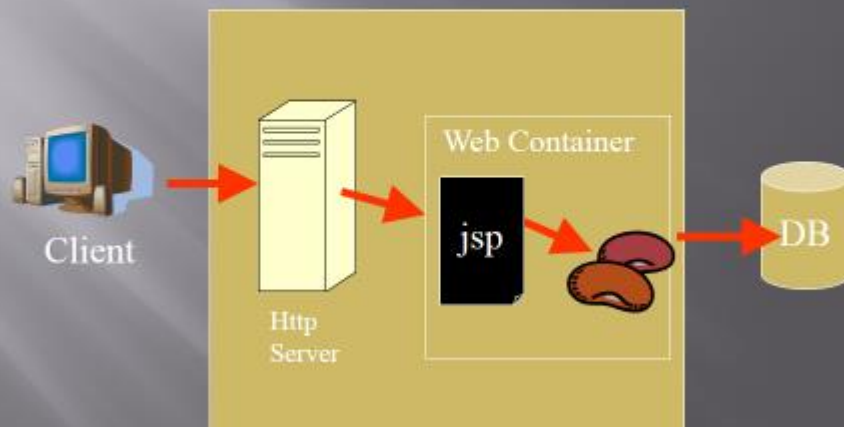 Client
Http
Server
Web Container
jsp
DB